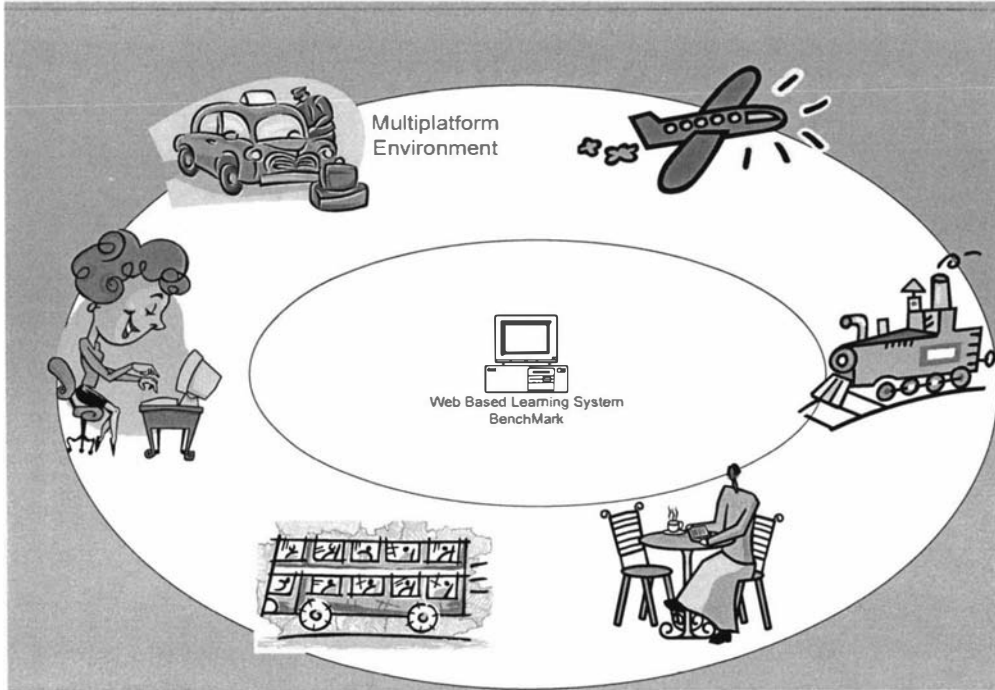 Multiplatform
Environment
Web Based Learning System
BenchMark